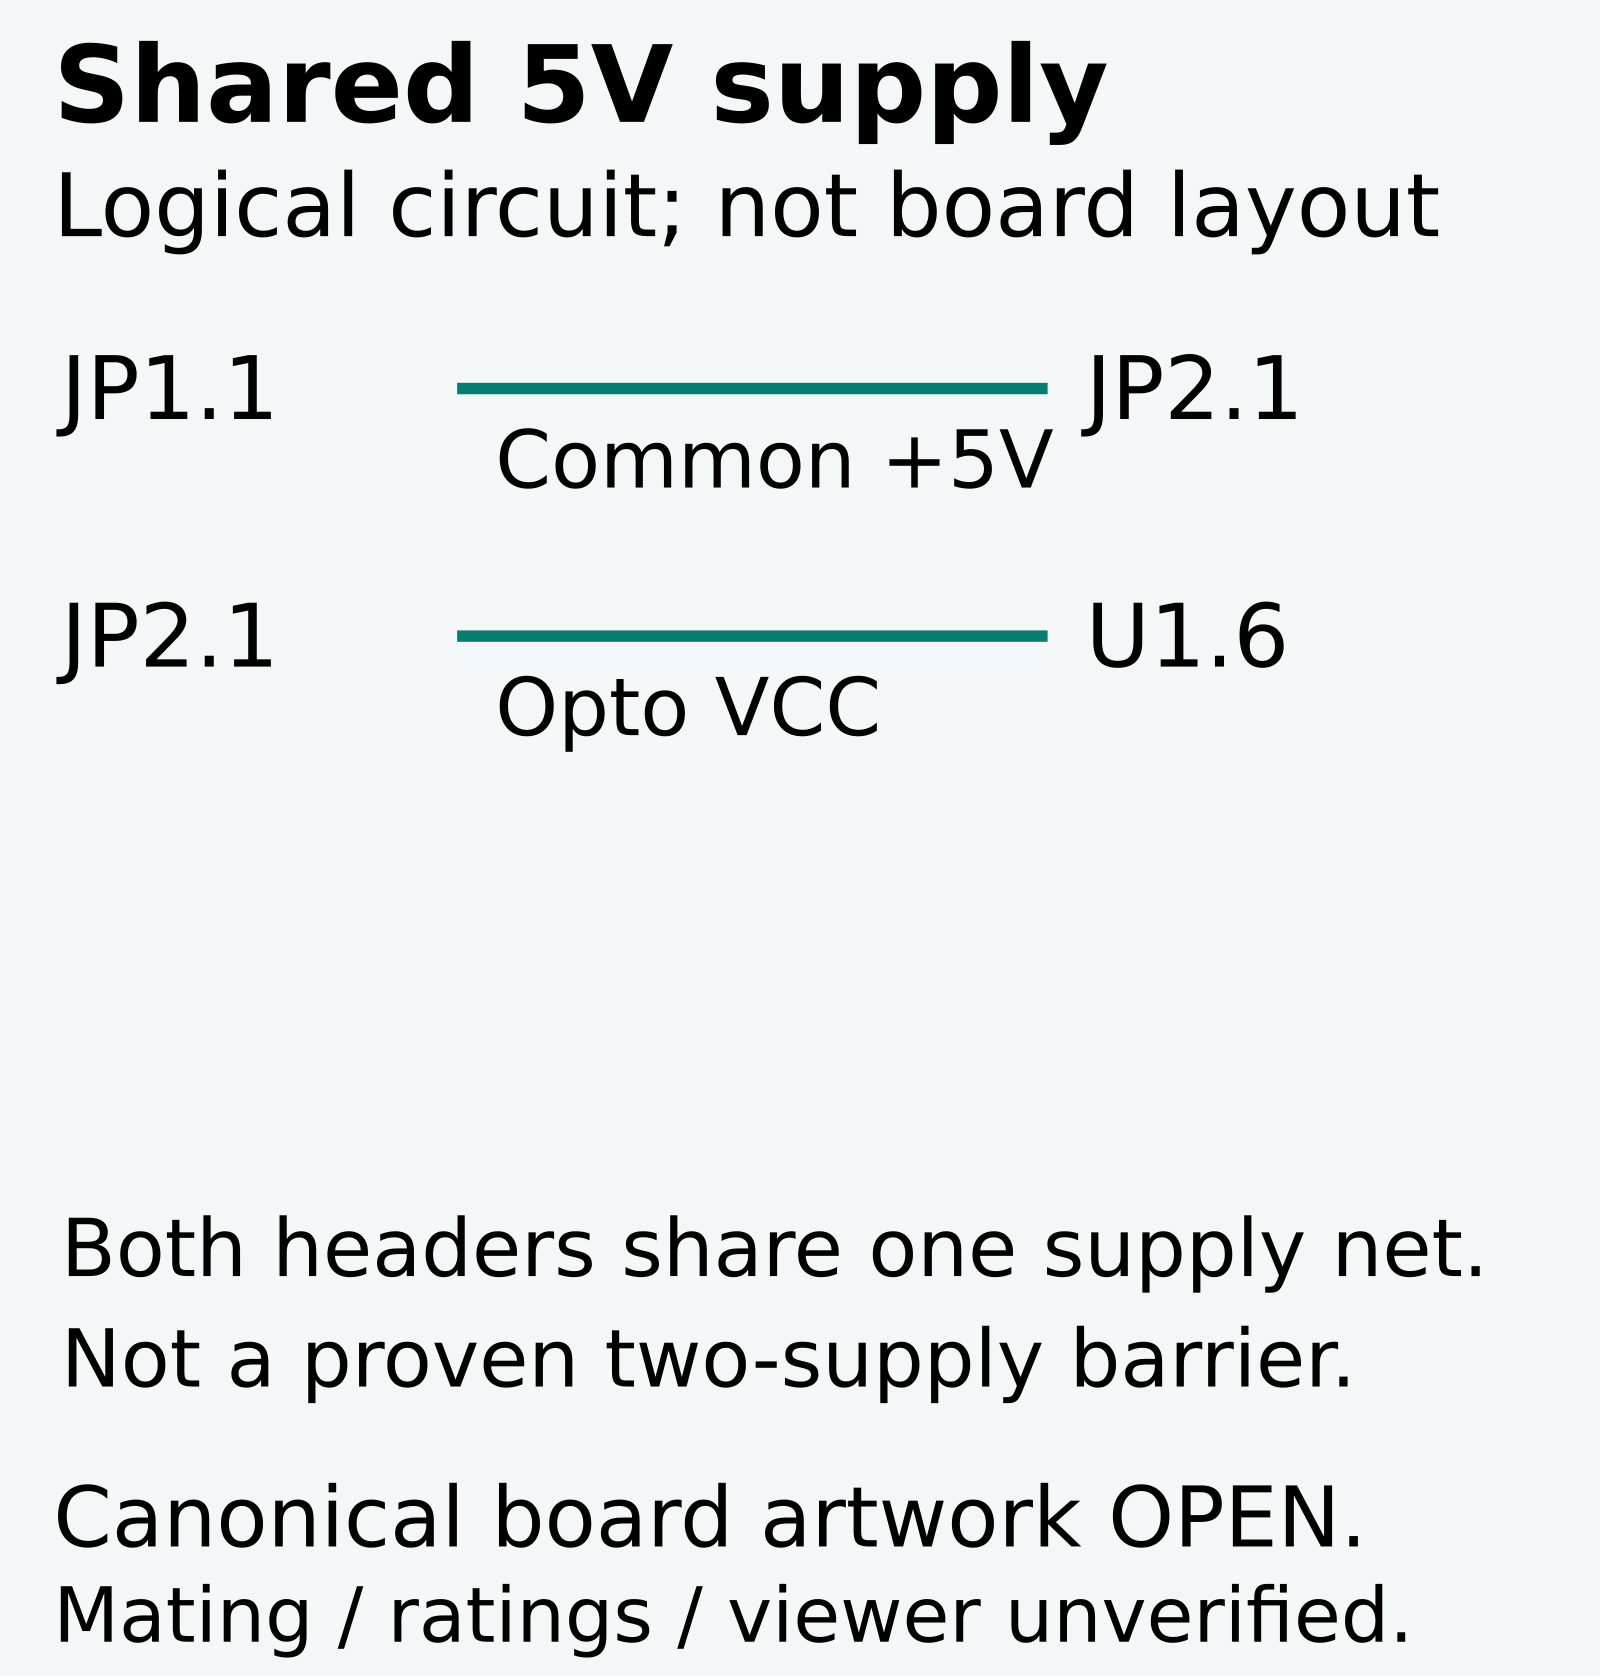 Shared 5V supply
Logical circuit; not board layout
JP1.1 JP2.1
Common +5V
JP2.1 U1.6
Opto VCC
Both headers share one supply net.
Not a proven two-supply barrier.
Canonical board artwork OPEN.
Mating / ratings / viewer unverified.